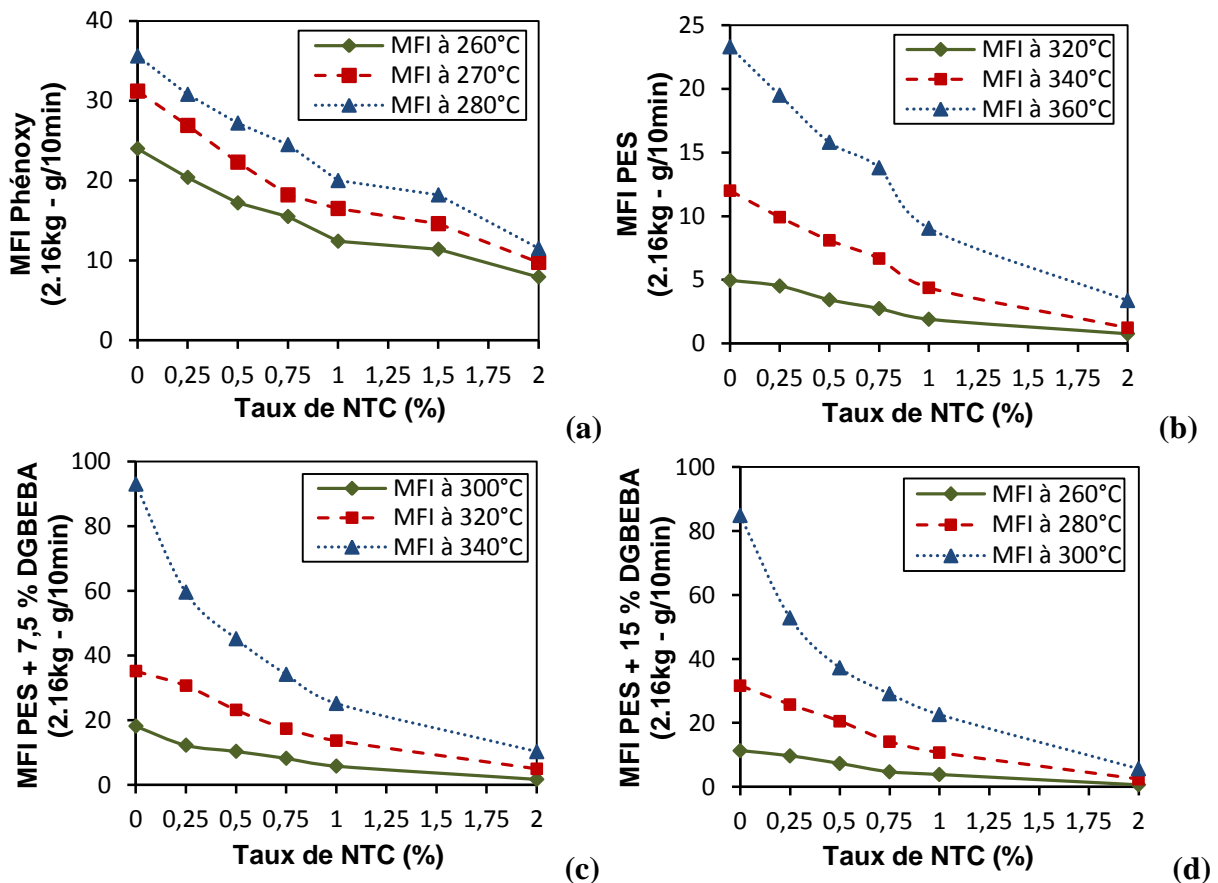 MFI Phénoxy
(2.16kg - g/10min)
40
30
20
10
0
MFI à 260°C
MFI à 270°C
MFI à 280°C
0 0,25 0,5 0,75 1 1,25 1,5 1,75 2
Taux de NTC (%)
(a)
MFI PES
(2.16kg - g/10min)
25
20
15
10
5
0
MFI à 320°C
MFI à 340°C
MFI à 360°C
0 0,25 0,5 0,75 1 1,25 1,5 1,75 2
Taux de NTC (%)
(b)
MFI PES + 7,5 % DGBEBA
(2.16kg - g/10min)
100
80
60
40
20
0
MFI à 300°C
MFI à 320°C
MFI à 340°C
0 0,25 0,5 0,75 1 1,25 1,5 1,75 2
Taux de NTC (%)
(c)
MFI PES + 15 % DGBEBA
(2.16kg - g/10min)
100
80
60
40
20
0
MFI à 260°C
MFI à 280°C
MFI à 300°C
0 0,25 0,5 0,75 1 1,25 1,5 1,75 2
Taux de NTC (%)
(d)